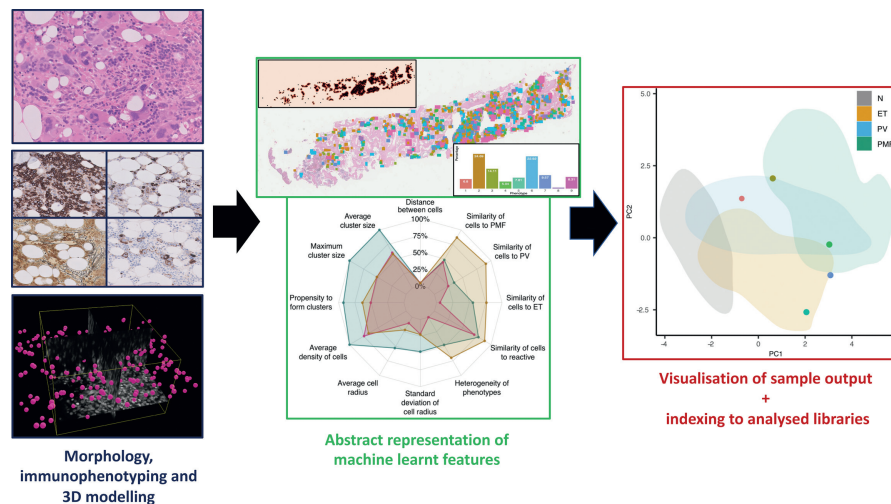 Morphology,
immunophenotyping and
3D modelling
Phenotypes
Distance
between cells
100%
75%
50%
25%
0%
Average
cluster size
Similarity of
cells to PMF
Maximum
cluster size
Similarity of
cells to PV
Propensity to
form clusters
Similarity of
cells to ET
Average
density of cells
Similarity of cells
to reactive
Average cell
radius
Heterogeneity of
phenotypes
Standard
deviation of
cell radius
Abstract representation of
machine learnt features
N
ET
PV
PMF
5.0
2.5
0.0
-2.5
PC2
-4
-2
0
2
4
6
PC1
Visualisation of sample output
+
indexing to analysed libraries